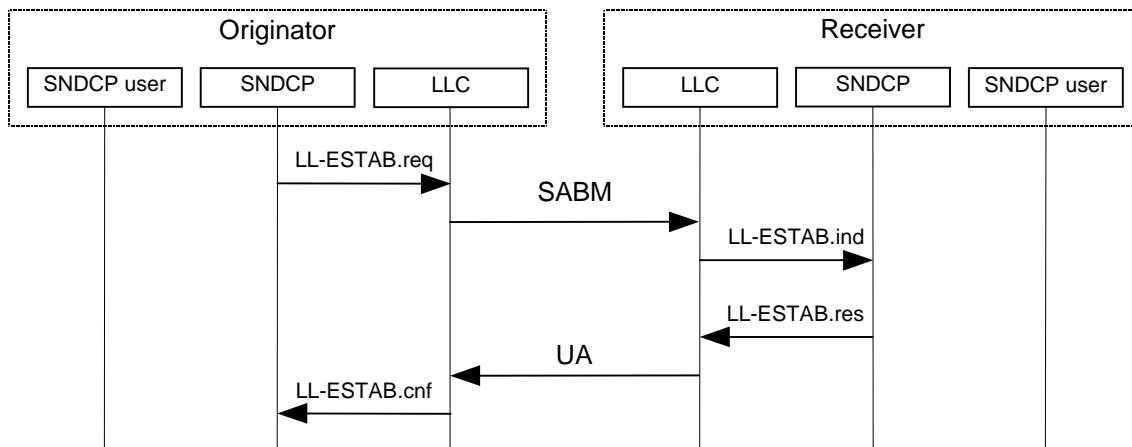 Originator
Receiver
SNDCP user
SNDCP
LLC
LLC
SNDCP
SNDCP user
LL-ESTAB.req
SABM
LL-ESTAB.ind
LL-ESTAB.res
UA
LL-ESTAB.cnf